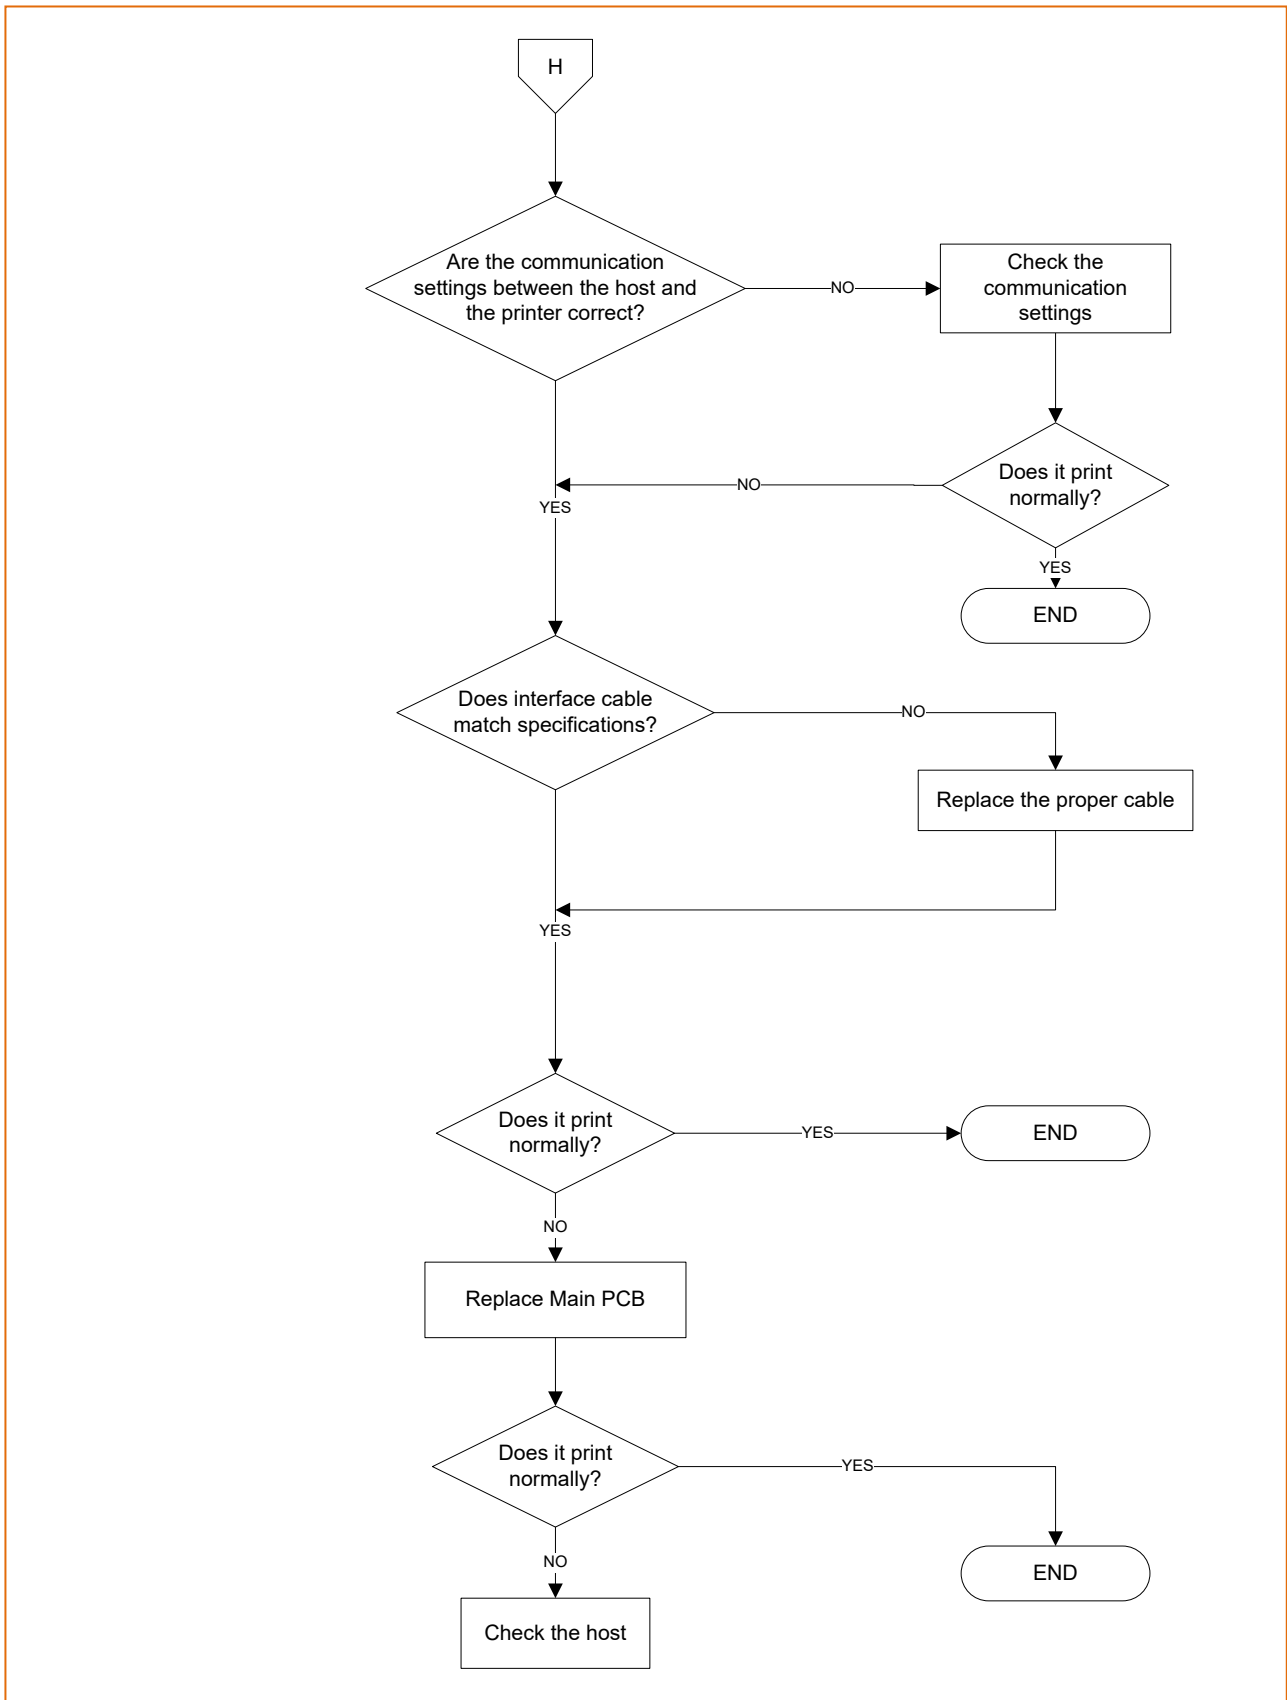 H
Are the communication
settings between the host and
the printer correct?
NO
Check the
communication
settings
Does it print
normally?
NO
YES
YES
END
Does interface cable
match specifications?
NO
Replace the proper cable
YES
Does it print
normally?
YES
END
NO
Replace Main PCB
Does it print
normally?
YES
NO
END
Check the host